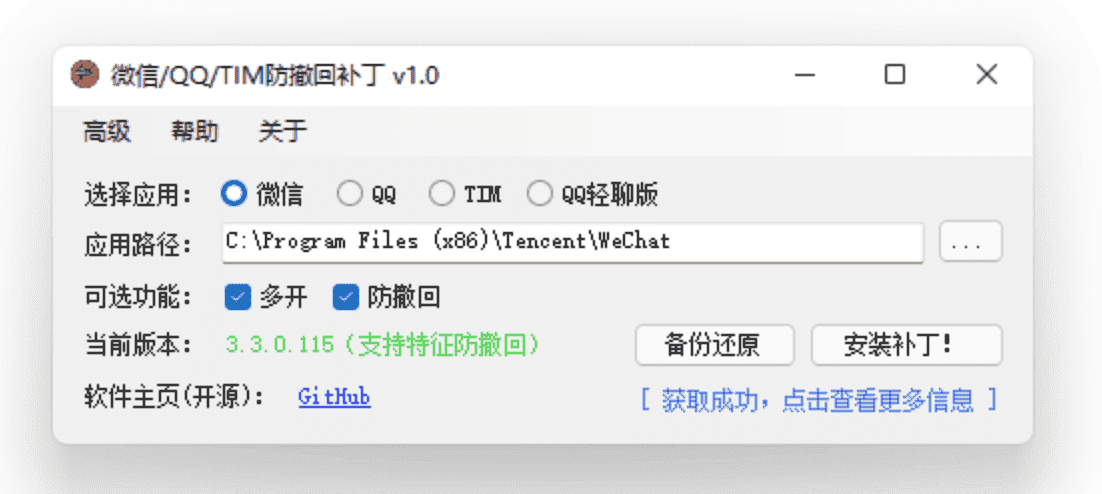 微信/QQ/TIM防撤回补丁 v1.0
高级 帮助 关于
选择应用： 微信 QQ TIM QQ轻聊版
应用路径： C:\Program Files (x86)\Tencent\WeChat ...
可选功能： 多开 防撤回
当前版本： 3.3.0.115（支持特征防撤回） 备份还原 安装补丁!
软件主页(开源)： GitHub [ 获取成功，点击查看更多信息 ]